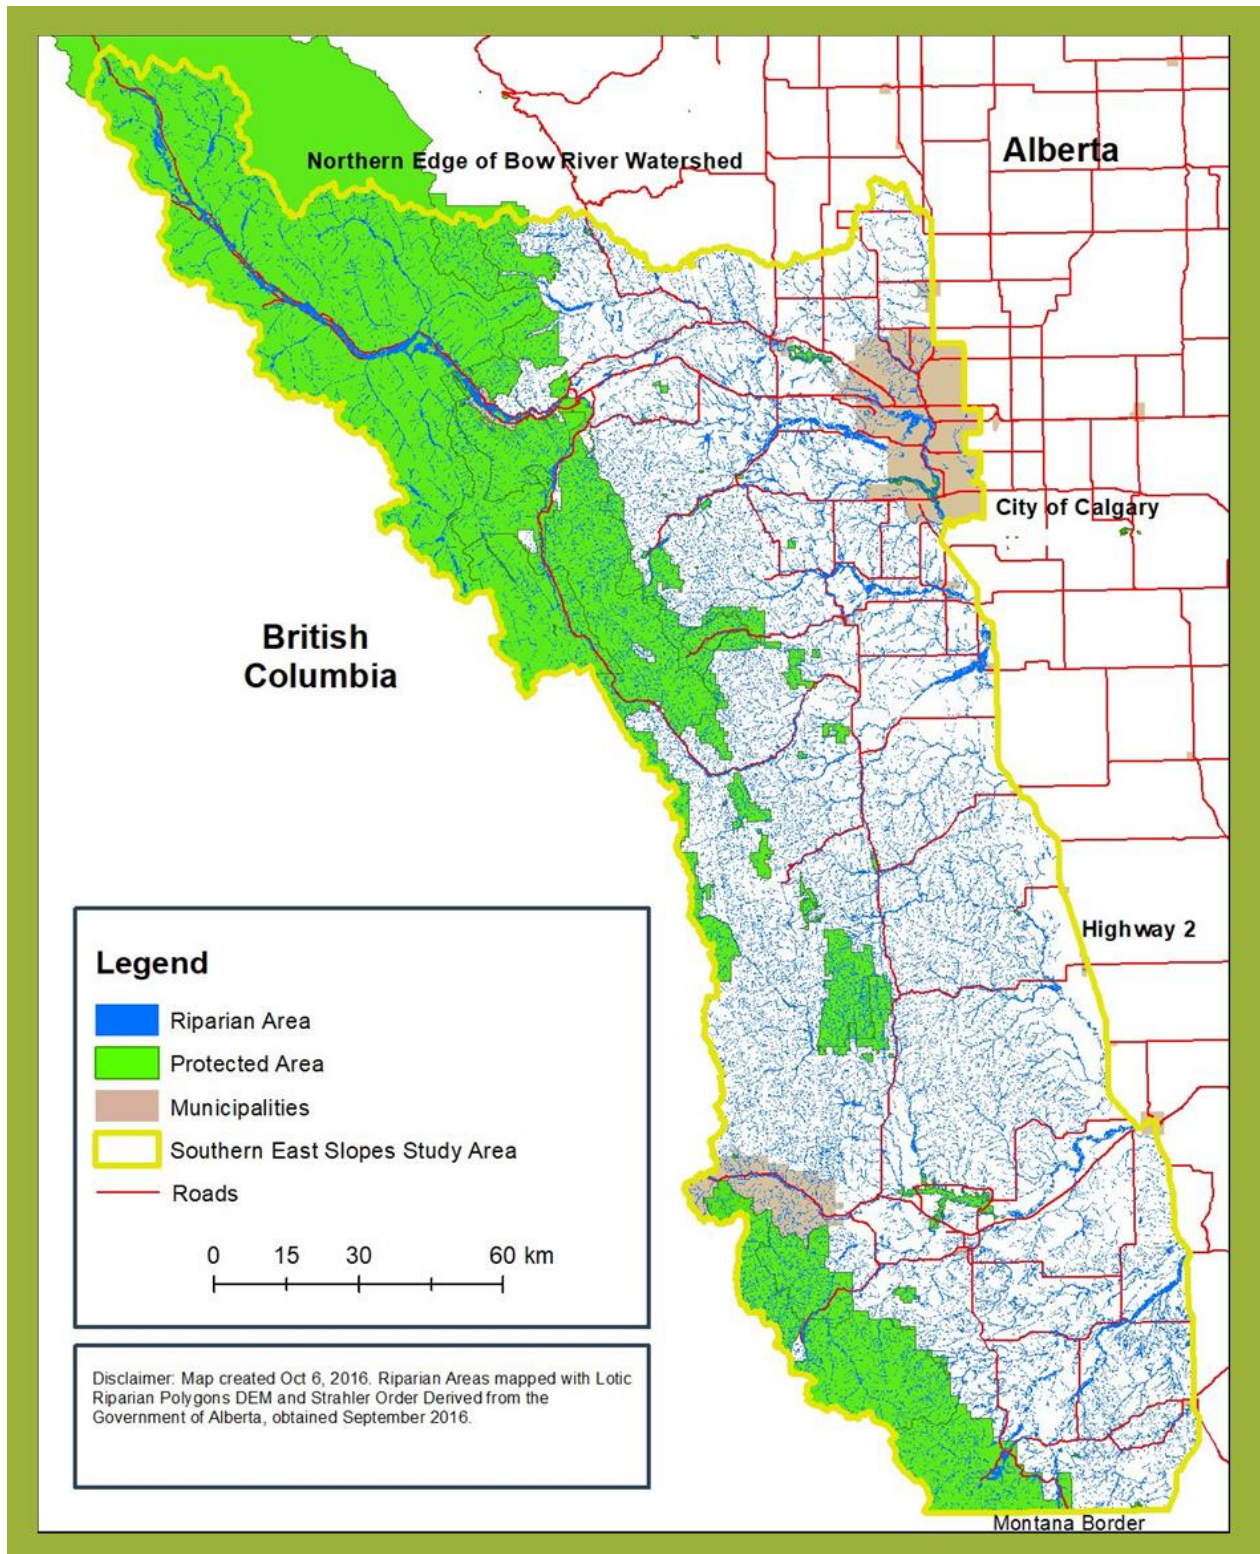 Northern Edge of Bow River Watershed
Alberta
City of Calgary
British
Columbia
Highway 2
Legend
Riparian Area
Protected Area
Municipalities
Southern East Slopes Study Area
Roads
0 15 30 60 km
Disclaimer: Map created Oct 6, 2016. Riparian Areas mapped with Lotic
Riparian Polygons DEM and Strahler Order Derived from the
Government of Alberta, obtained September 2016.
Montana Border